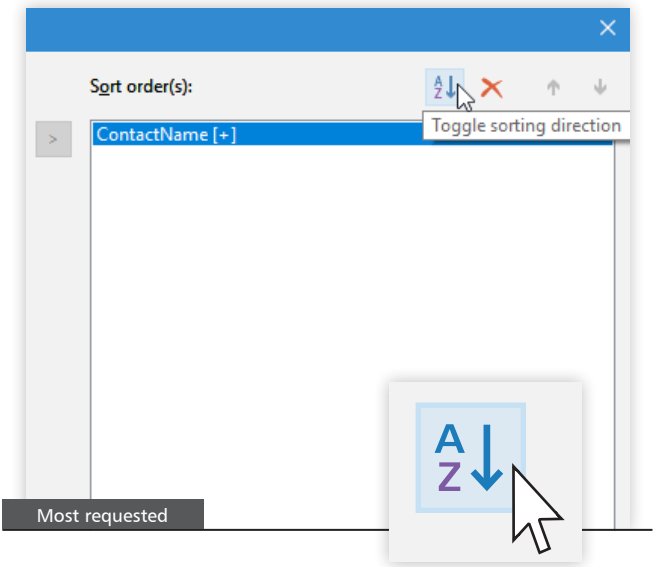 Sort order(s):
A
Z
Toggle sorting direction
>
ContactName [+]
A
Z
Most requested